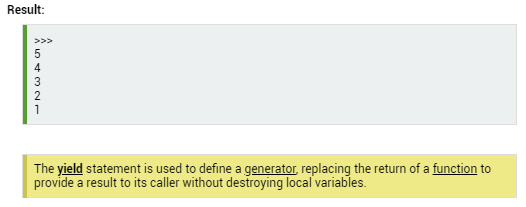 Result:
>>>
5
4
3
2
1
The yield statement is used to define a generator, replacing the return of a function to
provide a result to its caller without destroying local variables.